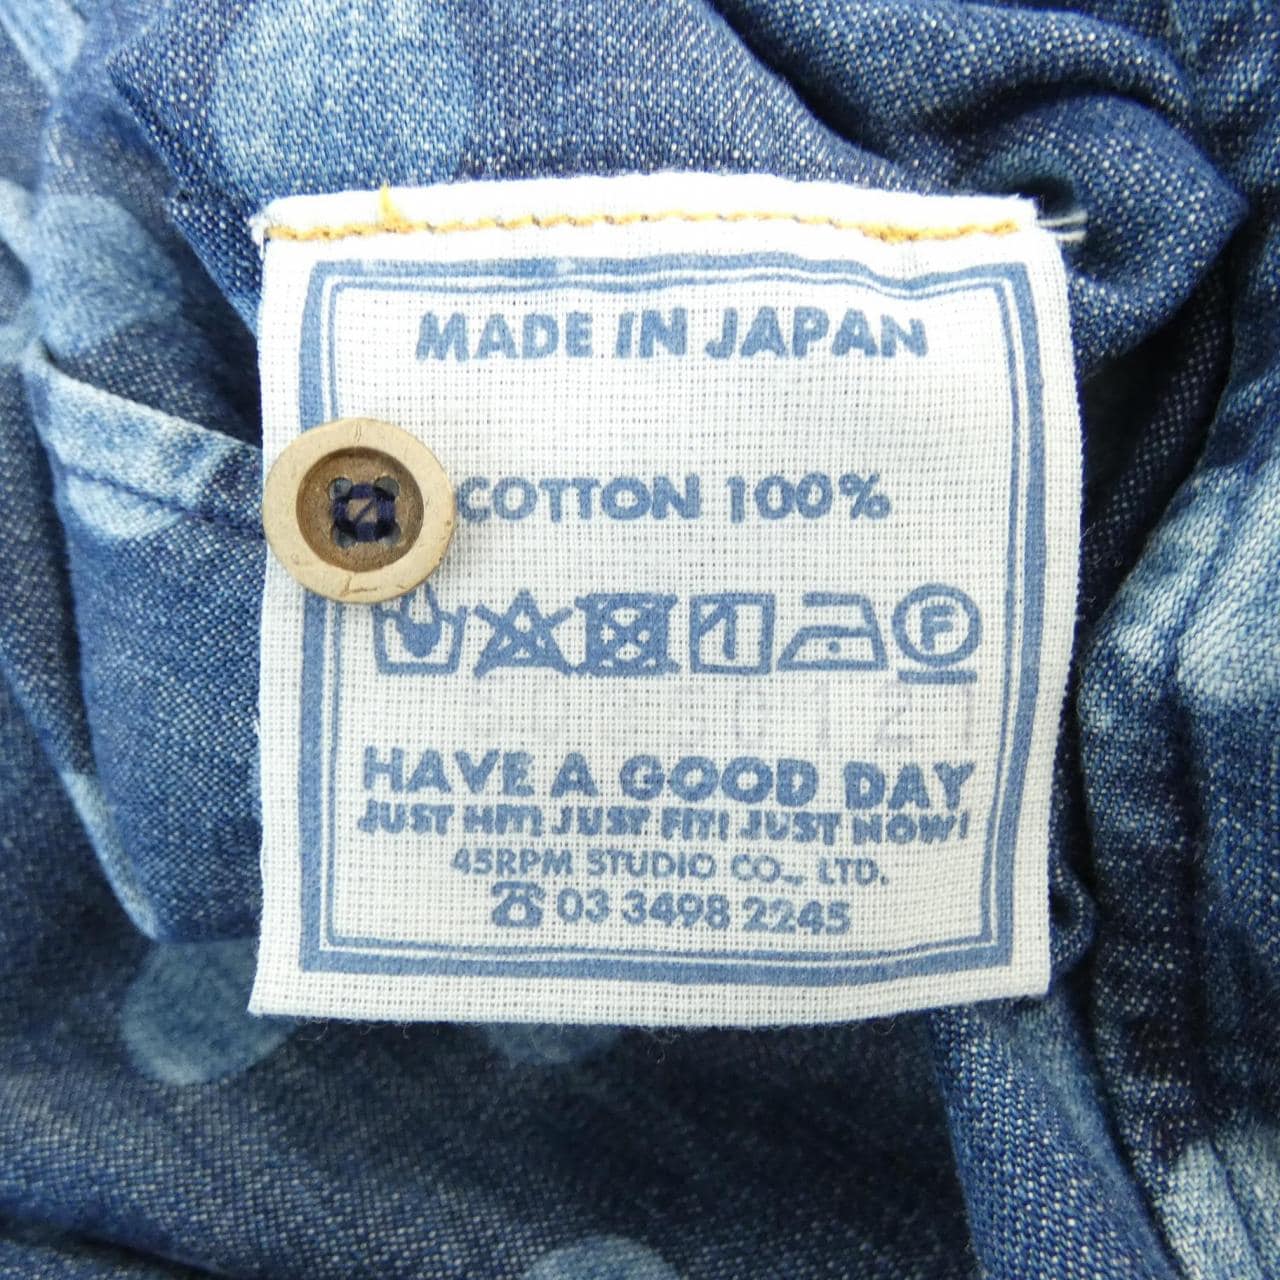 MADE IN JAPAN
COTTON 100%
F
HAVE A GOOD DAY
JUST HIT! JUST FIT! JUST NOW!
45RPM STUDIO CO., LTD.
☎ 03 3498 2245